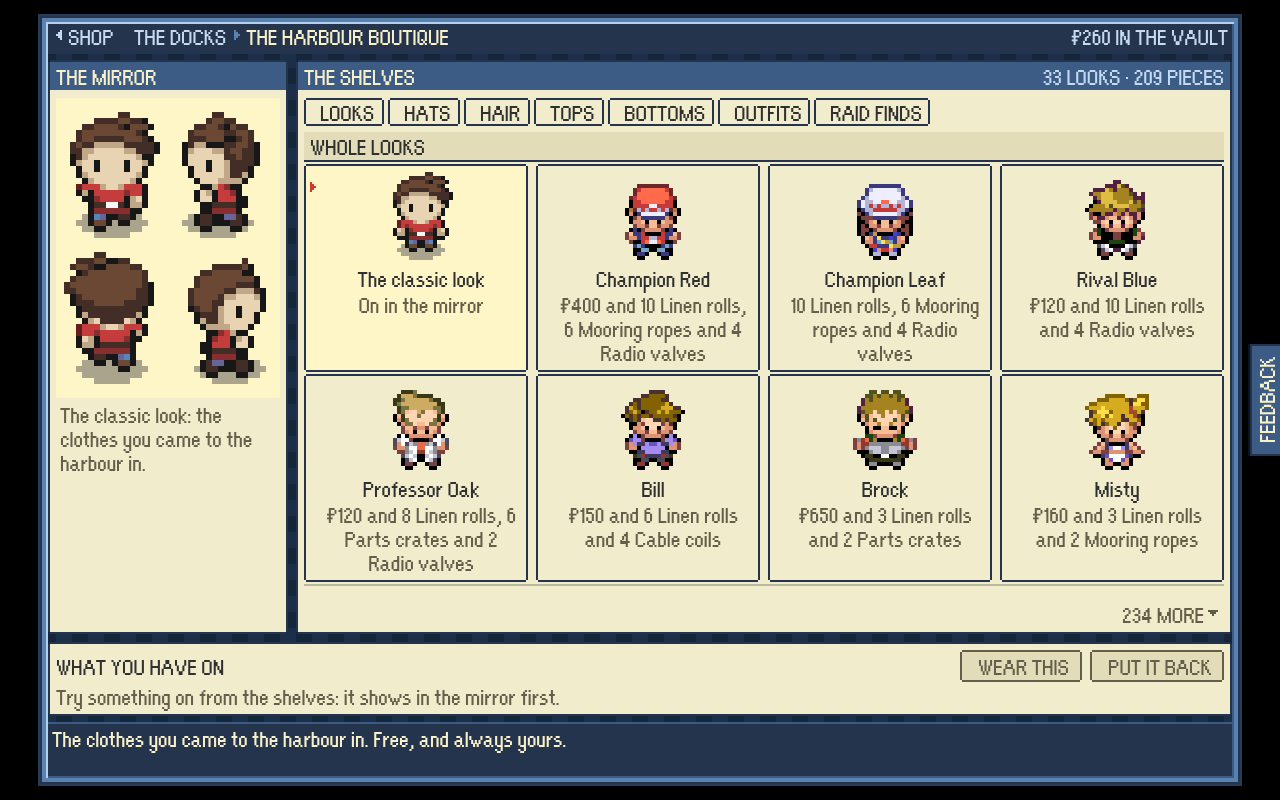 SHOP THE DOCKS THE HARBOUR BOUTIQUE ₽260 IN THE VAULT
THE MIRROR
The classic look: the
clothes you came to the
harbour in.
THE SHELVES 33 LOOKS · 209 PIECES
LOOKS HATS HAIR TOPS BOTTOMS OUTFITS RAID FINDS
WHOLE LOOKS
The classic look
On in the mirror
Champion Red
₽400 and 10 Linen rolls,
6 Mooring ropes and 4
Radio valves
Champion Leaf
10 Linen rolls, 6 Mooring
ropes and 4 Radio
valves
Rival Blue
₽120 and 10 Linen rolls
and 4 Radio valves
Professor Oak
₽120 and 8 Linen rolls, 6
Parts crates and 2
Radio valves
Bill
₽150 and 6 Linen rolls
and 4 Cable coils
Brock
₽650 and 3 Linen rolls
and 2 Parts crates
Misty
₽160 and 3 Linen rolls
and 2 Mooring ropes
234 MORE
WHAT YOU HAVE ON
Try something on from the shelves: it shows in the mirror first.
WEAR THIS PUT IT BACK
The clothes you came to the harbour in. Free, and always yours.
FEEDBACK